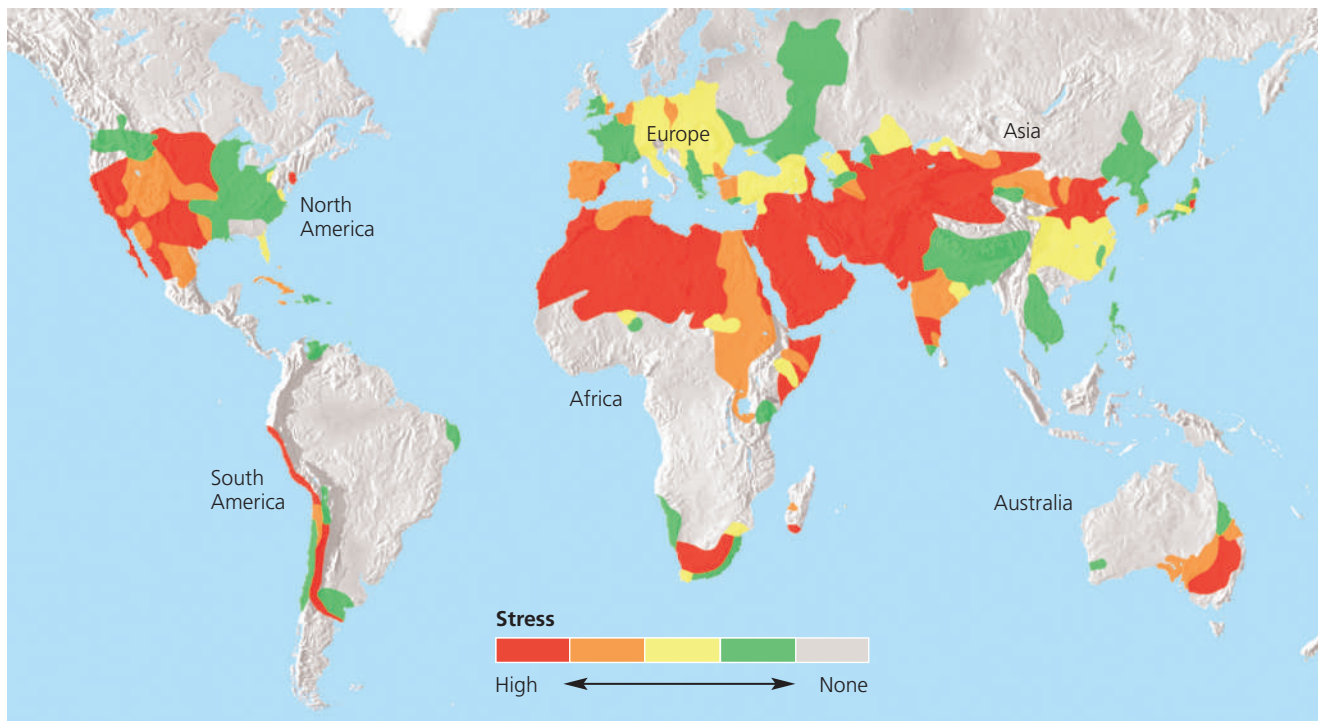 Europe
Asia
North
America
Africa
South
America
Australia
Stress
High
None